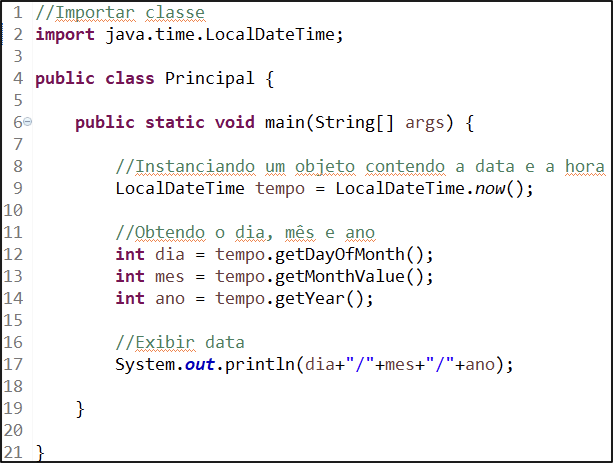 1 //Importar classe
2 import java.time.LocalDateTime;
3
4 public class Principal {
5
6 public static void main(String[] args) {
7
8 //Instanciando um objeto contendo a data e a hora
9 LocalDateTime tempo = LocalDateTime.now();
10
11 //Obtendo o dia, mês e ano
12 int dia = tempo.getDayOfMonth();
13 int mes = tempo.getMonthValue();
14 int ano = tempo.getYear();
15
16 //Exibir data
17 System.out.println(dia+"/"+mes+"/"+ano);
18
19 }
20
21 }